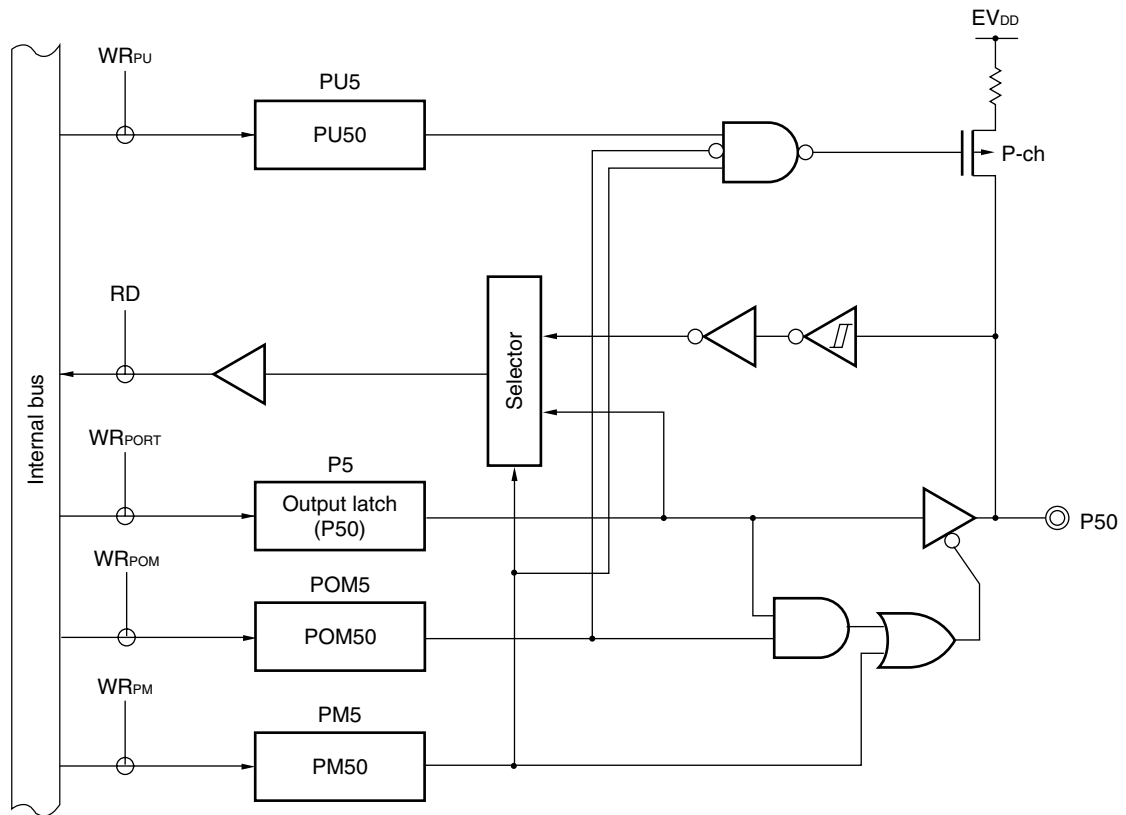 EVDD
WRPU
PU5
PU50
P-ch
RD
Selector
Internal bus
WRPORT
P5
Output latch
(P50)
P50
WRPOM
POM5
POM50
WRPM
PM5
PM50